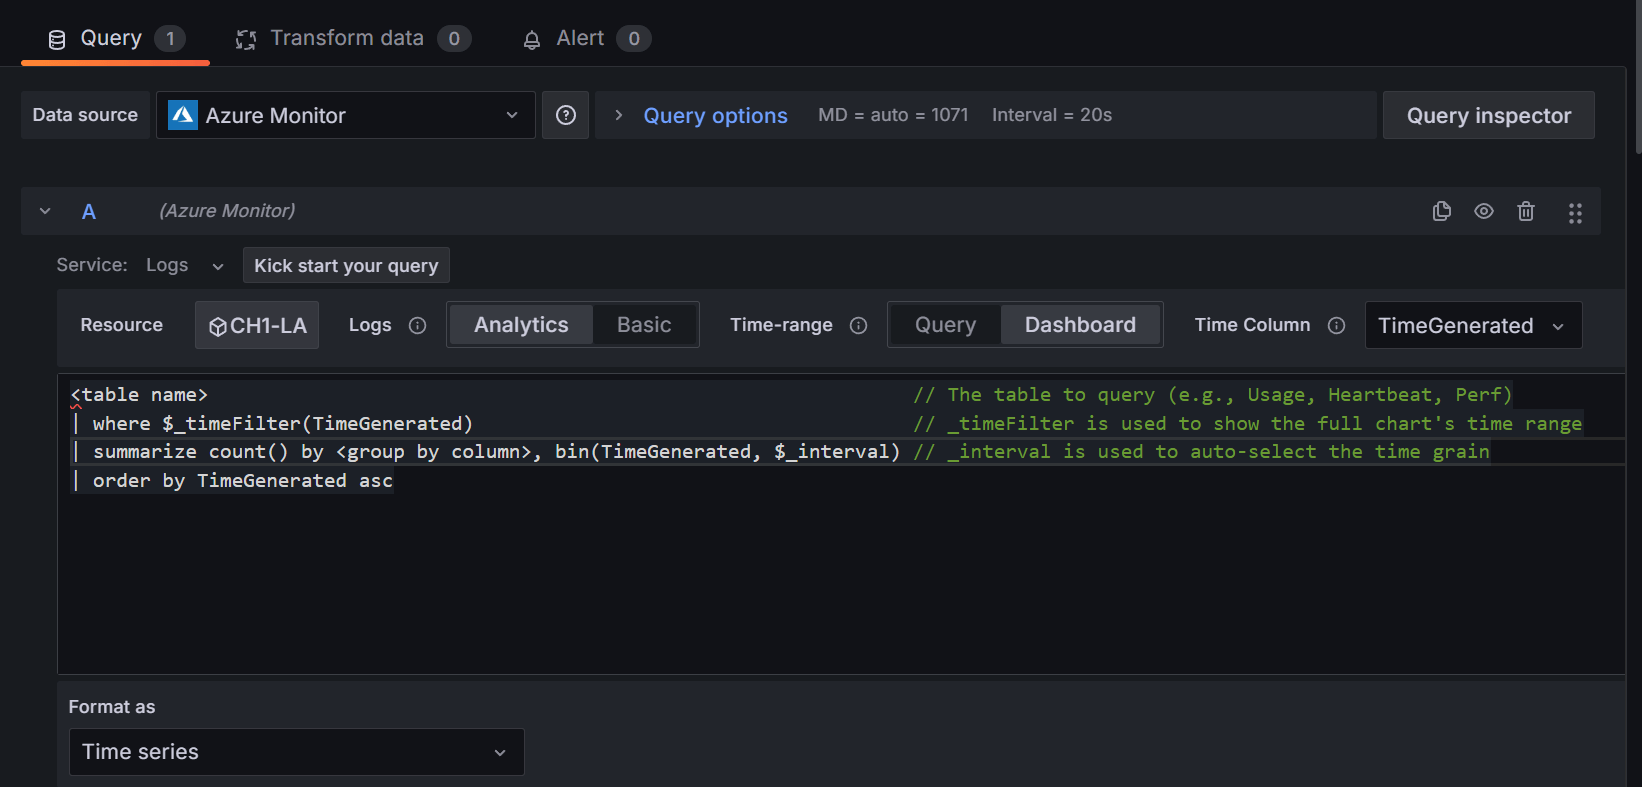 Query 1 Transform data 0 Alert 0
Data source Azure Monitor ? > Query options MD = auto = 1071 Interval = 20s Query inspector
A (Azure Monitor)
Service: Logs Kick start your query
Resource CH1-LA Logs Analytics Basic Time-range Query Dashboard Time Column TimeGenerated
<table name> // The table to query (e.g., Usage, Heartbeat, Perf)
| where $_timeFilter(TimeGenerated) // _timeFilter is used to show the full chart's time range
| summarize count() by <group by column>, bin(TimeGenerated, $_interval) // _interval is used to auto-select the time grain
| order by TimeGenerated asc
Format as
Time series